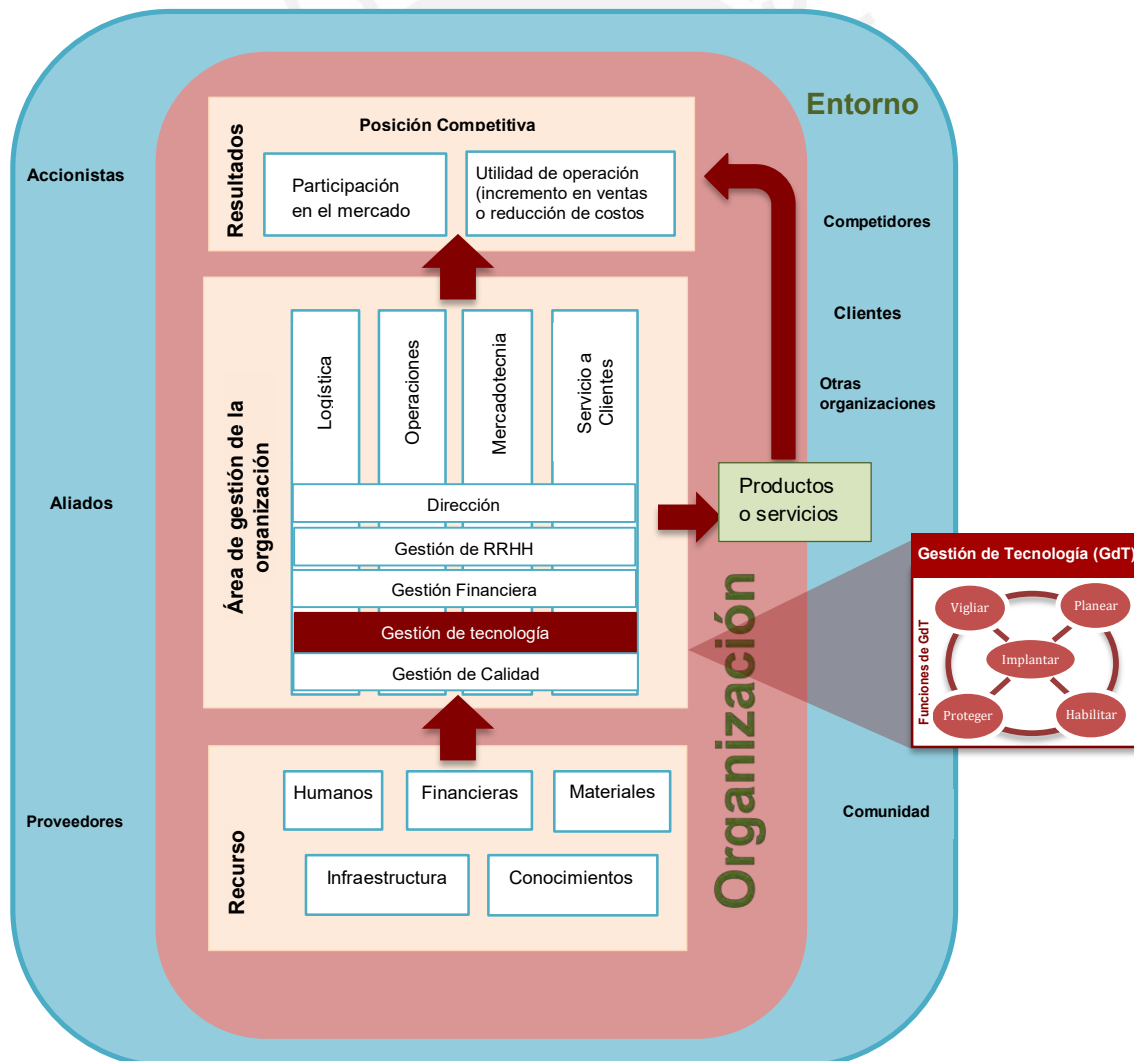 Entorno
Accionistas
Aliados
Proveedores
Resultados
Posición Competitiva
Participación
en el mercado
Utilidad de operación
(incremento en ventas
o reducción de costos
Competidores
Clientes
Otras
organizaciones
Comunidad
Área de gestión de la
organización
Logística
Operaciones
Mercadotecnia
Servicio a
Clientes
Dirección
Gestión de RRHH
Gestión Financiera
Gestión de tecnología
Gestión de Calidad
Productos
o servicios
Organización
Gestión de Tecnología (GdT)
Funciones de GdT
Vigliar
Planear
Implantar
Proteger
Habilitar
Recurso
Humanos
Financieras
Materiales
Infraestructura
Conocimientos